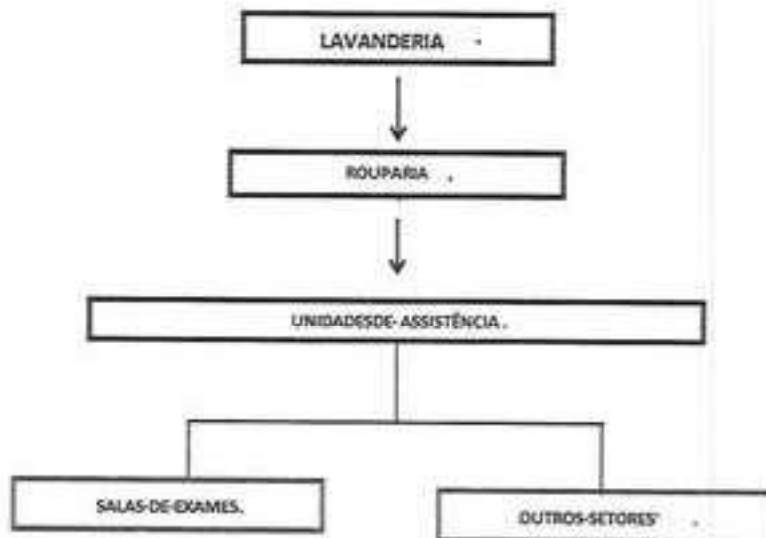 LAVANDERIA
ROUPARIA
UNIDADESDE-ASSISTÊNCIA.
SALAS-DE-EXAMES.
OUTROS-SETORES